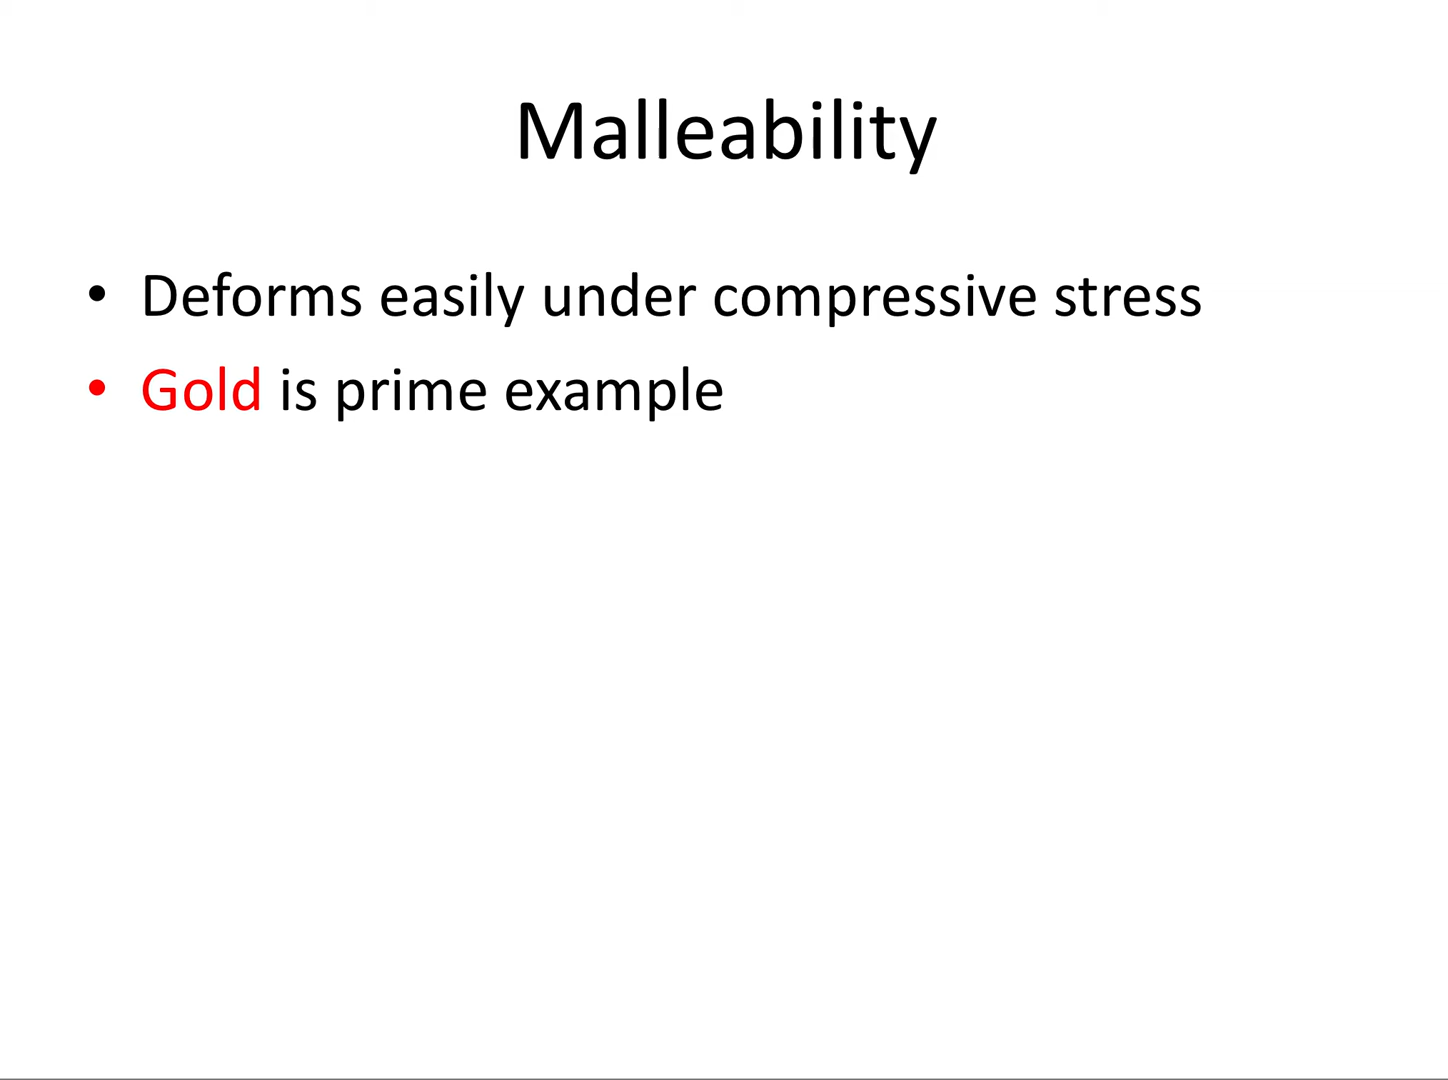 Malleability
• Deforms easily under compressive stress
• Gold is prime example